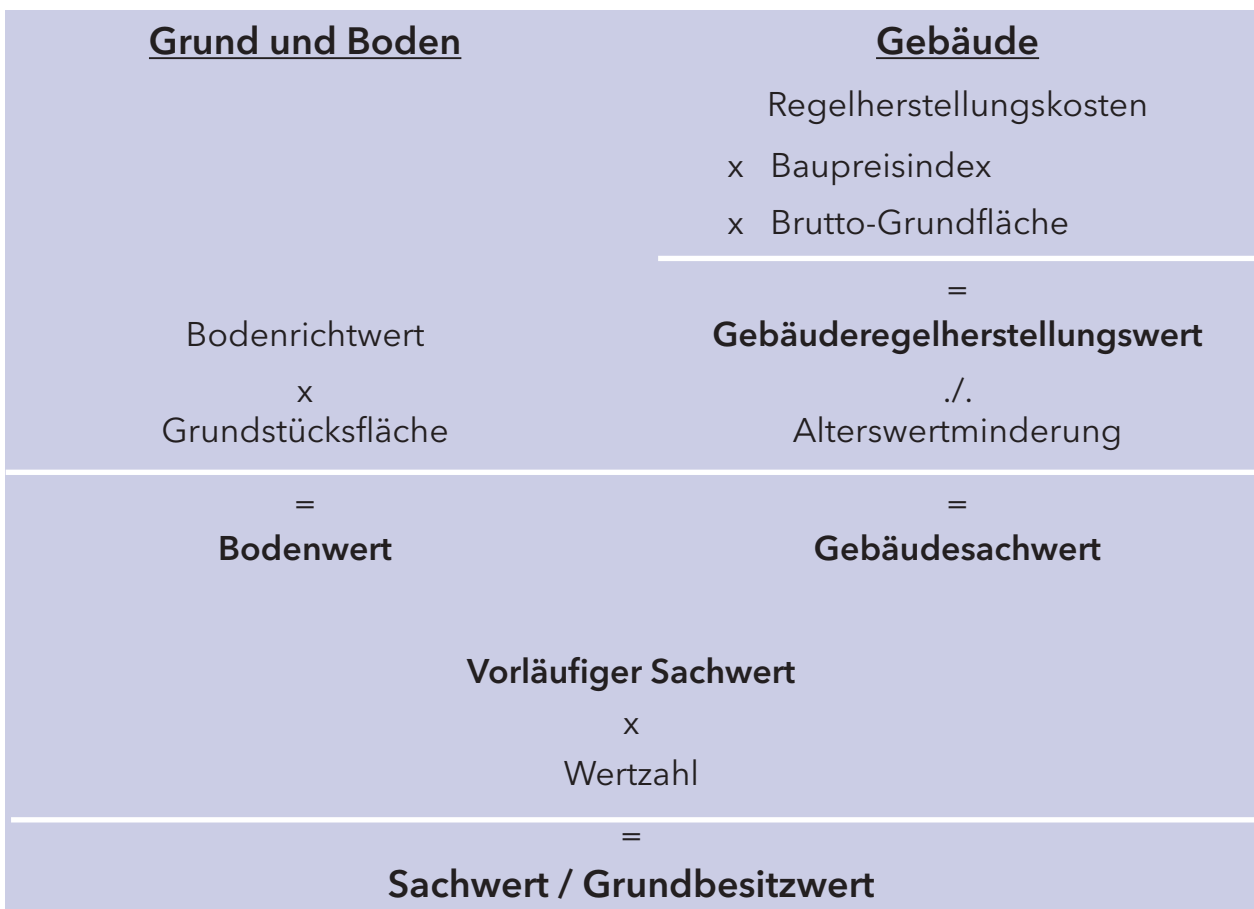 Grund und Boden
Gebäude
Regelherstellungskosten
x Baupreisindex
x Brutto-Grundfläche
=
Bodenrichtwert
Gebäuderegelherstellungswert
x
./.
Grundstücksfläche
Alterswertminderung
=
=
Bodenwert
Gebäudesachwert
Vorläufiger Sachwert
x
Wertzahl
=
Sachwert / Grundbesitzwert